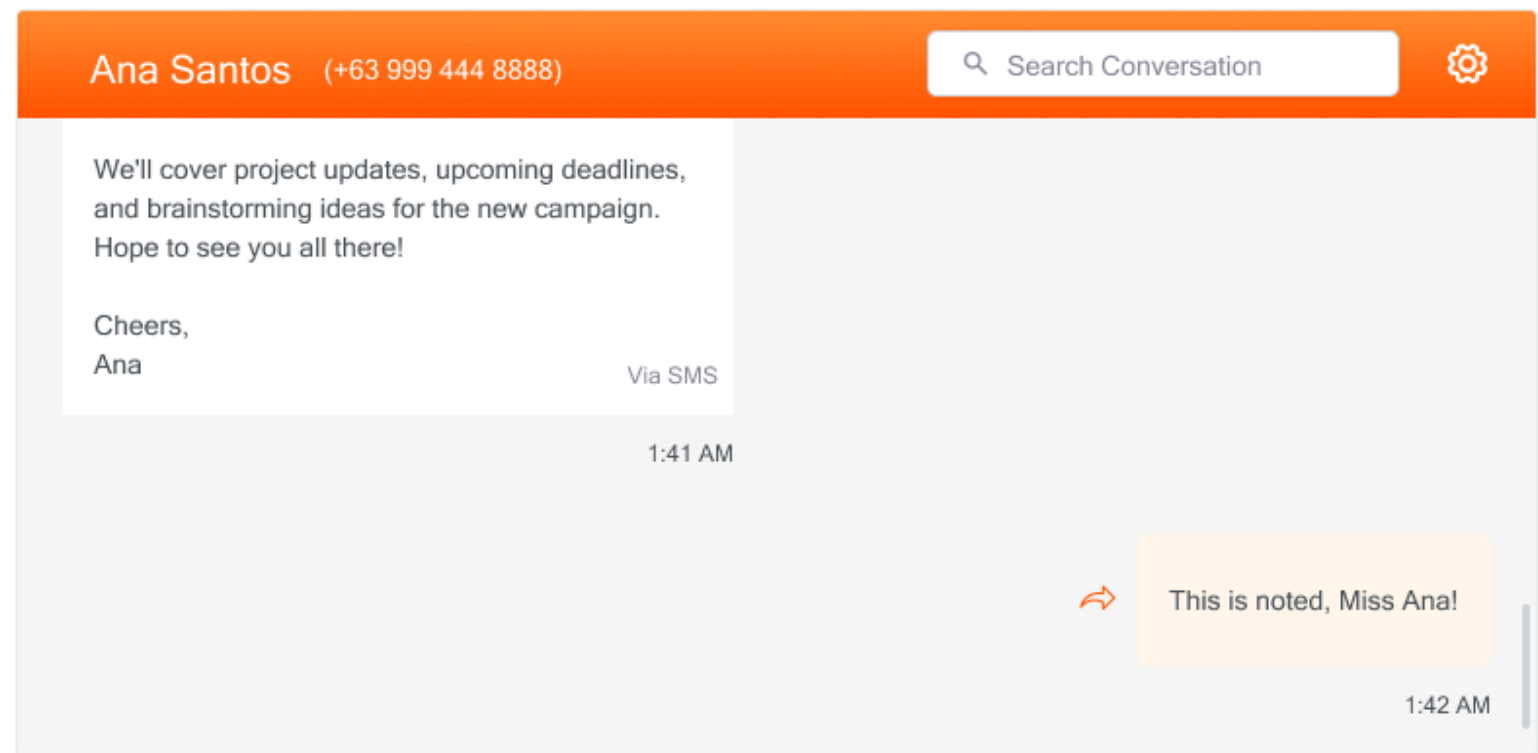 Ana Santos (+63 999 444 8888)
Search Conversation
We'll cover project updates, upcoming deadlines,
and brainstorming ideas for the new campaign.
Hope to see you all there!
Cheers,
Ana
Via SMS
1:41 AM
This is noted, Miss Ana!
1:42 AM